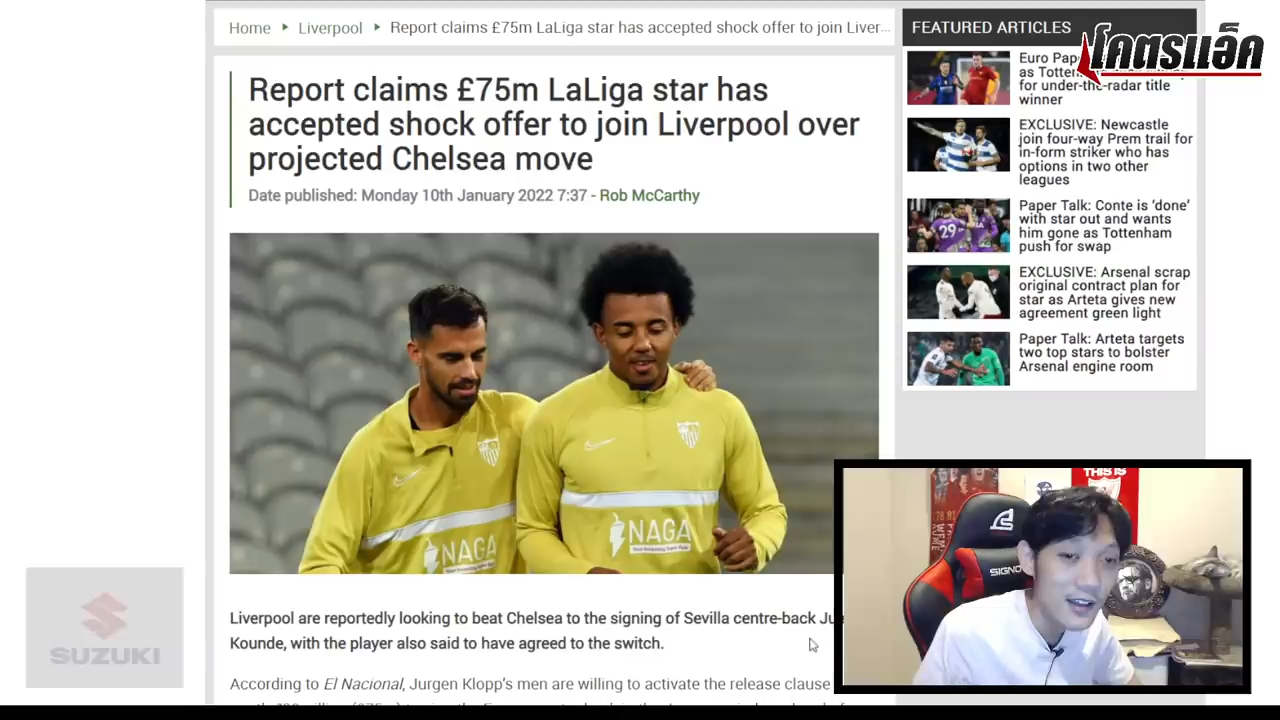 Home
Liverpool
Report claims £75m LaLiga star has accepted shock offer to join Liver...
Report claims £75m LaLiga star has
accepted shock offer to join Liverpool over
projected Chelsea move
Date published: Monday 10th January 2022 7:37 - Rob McCarthy
NAGA
NAGA
Liverpool are reportedly looking to beat Chelsea to the signing of Sevilla centre-back Ju
Kounde, with the player also said to have agreed to the switch.
According to El Nacional, Jurgen Klopp's men are willing to activate the release clause
FEATURED ARTICLES
โคตรแอ็ค
Euro Pap
as Totten
for under-the-radar title
winner
EXCLUSIVE: Newcastle
join four-way Prem trail for
in-form striker who has
options in two other
leagues
Paper Talk: Conte is 'done'
with star out and wants
him gone as Tottenham
push for swap
29
EXCLUSIVE: Arsenal scrap
original contract plan for
star as Arteta gives new
agreement green light
Paper Talk: Arteta targets
two top stars to bolster
Arsenal engine room
SUZUKI
THIS IS
SIGNO